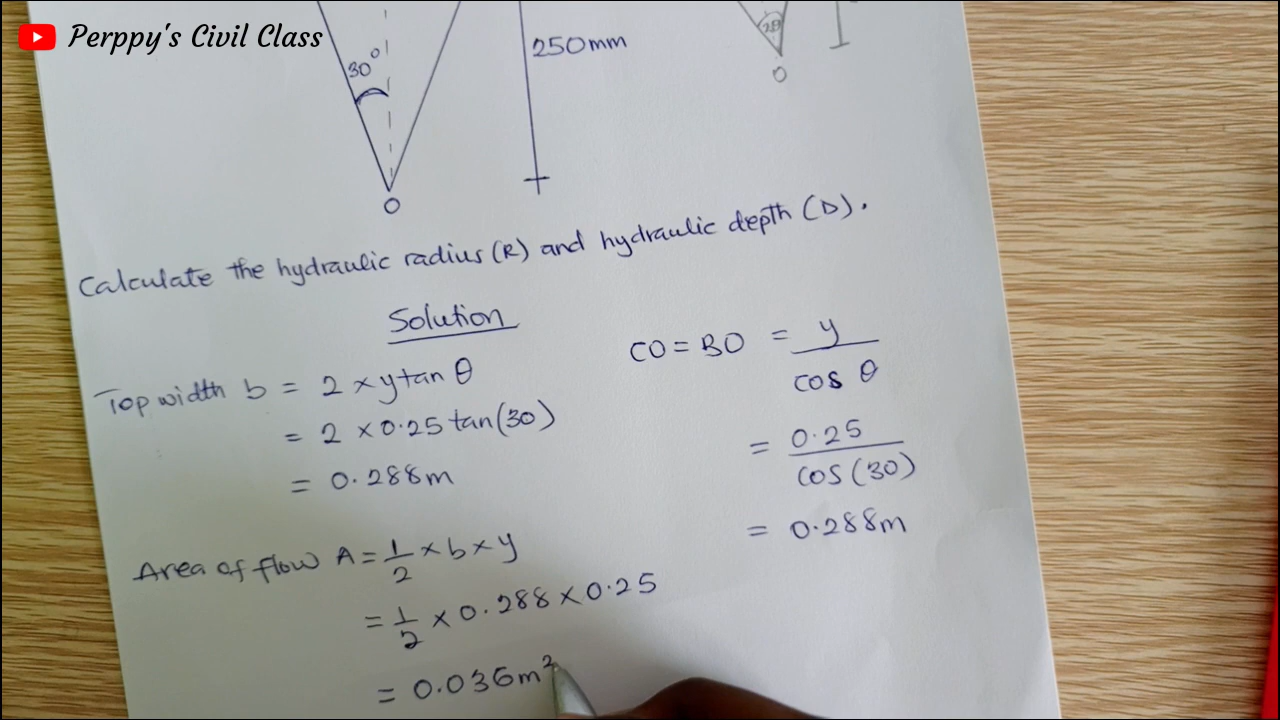 Perppy's Civil Class
30°
250mm
2θ
O
O
Calculate the hydraulic radius (R) and hydraulic depth (D).
Solution
Top width b = 2 × y tan θ
= 2 × 0.25 tan(30)
= 0.288m
CO = BO = y
cos θ
= 0.25
cos (30)
= 0.288m
Area of flow A = 1/2 × b × y
= 1/2 × 0.288 × 0.25
= 0.036m²